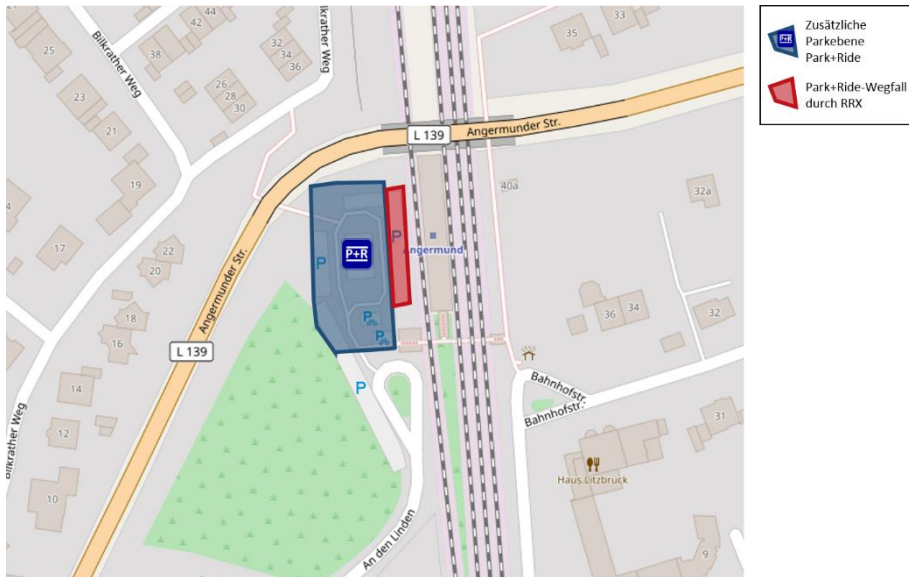 25
Bilkrather Weg
38
42
44
32
34
36
Bilkrather Weg
26
28
30
23
21
19
17
22
20
18
16
14
12
10
Bilkrather Weg
Angermunder Str.
L 139
L 139
Angermunder Str.
35
33
40a
32a
P+R
P
P
P
P
P
Angermund
36
34
32
31
Bahnhofstr.
Bahnhofstr.
Haus Litzbruck
9
An den Linden
P+R
Zusätzliche
Parkebene
Park+Ride
Park+Ride-Wegfall
durch RRX